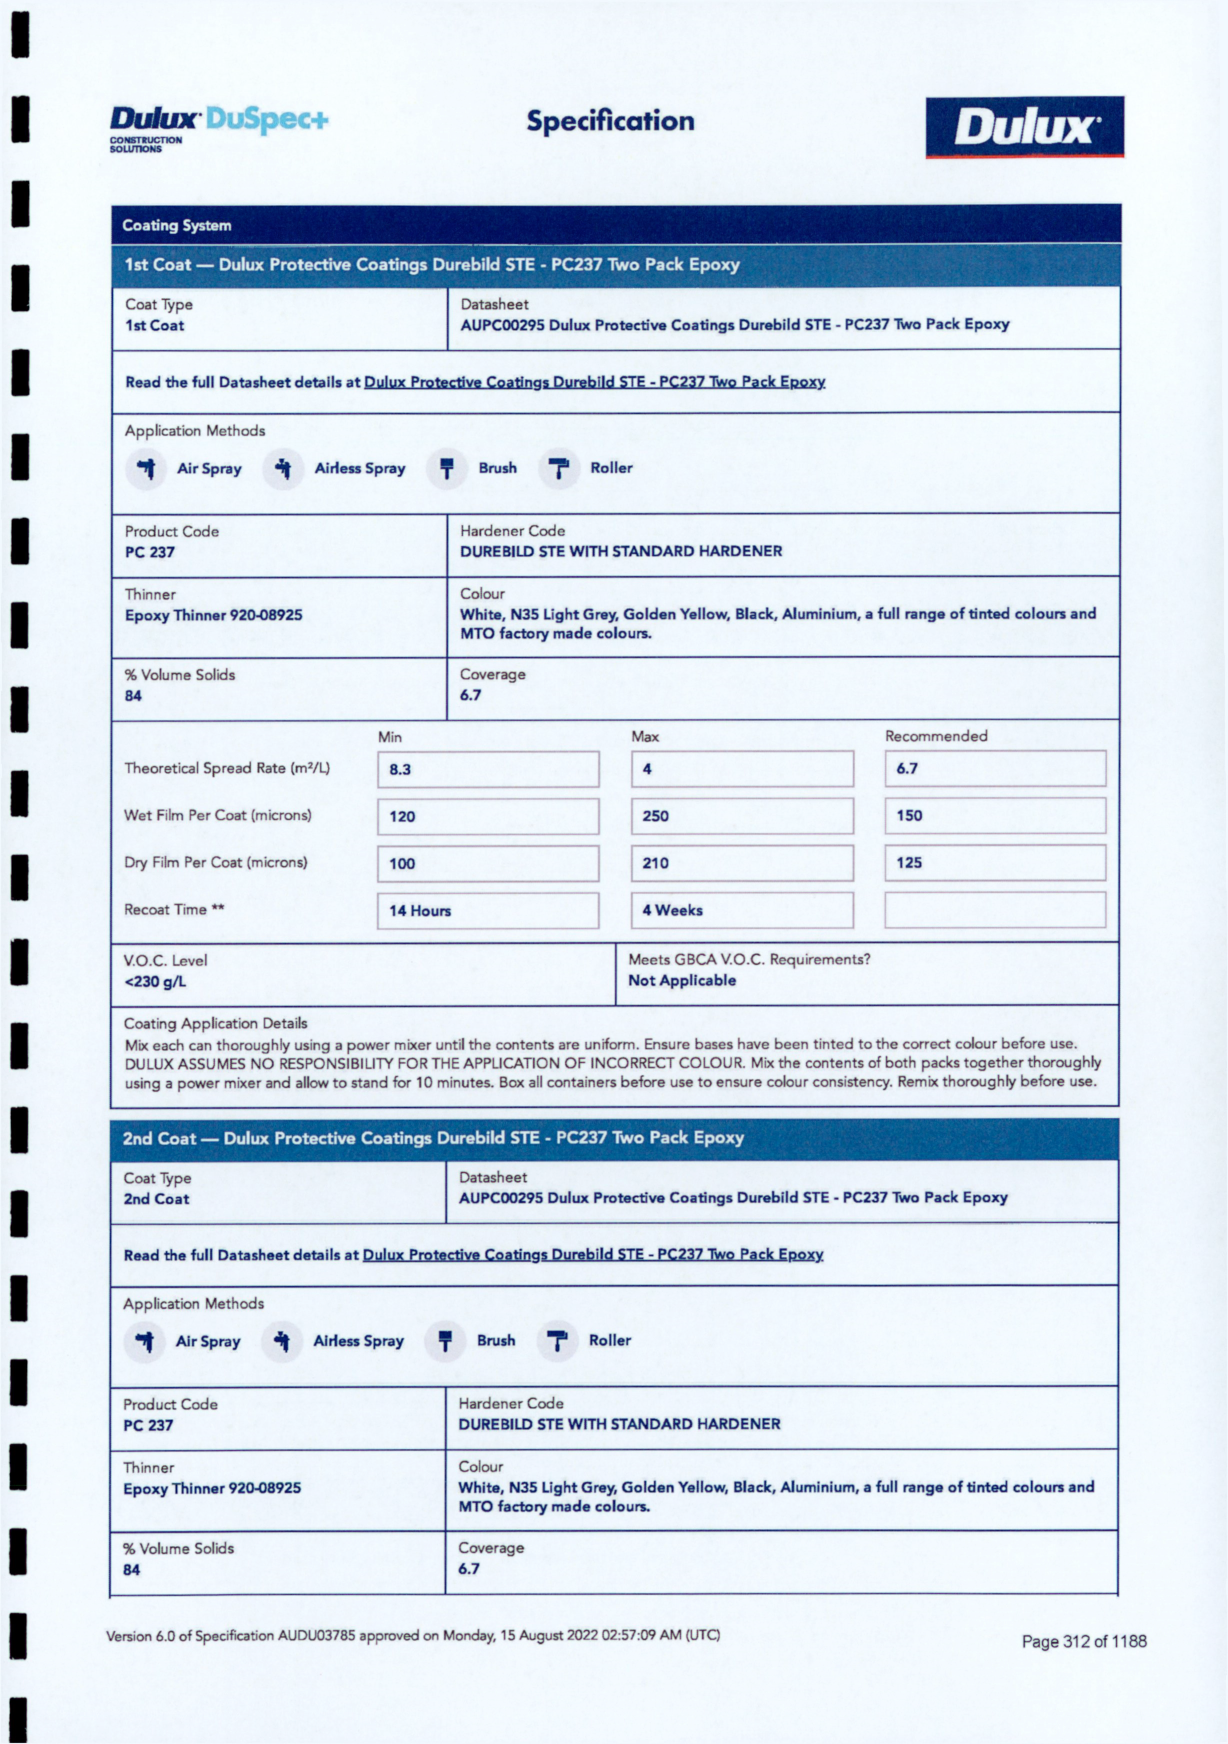 Dulux DuSpec+
CONSTRUCTION
SOLUTIONS
Specification
Dulux
Coating System
1st Coat — Dulux Protective Coatings Durebild STE - PC237 Two Pack Epoxy
Coat Type
1st Coat
Datasheet
AUPC00295 Dulux Protective Coatings Durebild STE - PC237 Two Pack Epoxy
Read the full Datasheet details at Dulux Protective Coatings Durebild STE - PC237 Two Pack Epoxy
Application Methods
Air Spray Airless Spray Brush Roller
Product Code
PC 237
Hardener Code
DUREBILD STE WITH STANDARD HARDENER
Thinner
Epoxy Thinner 920-08925
Colour
White, N35 Light Grey, Golden Yellow, Black, Aluminium, a full range of tinted colours and
MTO factory made colours.
% Volume Solids
84
Coverage
6.7
Min Max Recommended
Theoretical Spread Rate (m²/L) 8.3 4 6.7
Wet Film Per Coat (microns) 120 250 150
Dry Film Per Coat (microns) 100 210 125
Recoat Time ** 14 Hours 4 Weeks
V.O.C. Level
<230 g/L
Meets GBCA V.O.C. Requirements?
Not Applicable
Coating Application Details
Mix each can thoroughly using a power mixer until the contents are uniform. Ensure bases have been tinted to the correct colour before use.
DULUX ASSUMES NO RESPONSIBILITY FOR THE APPLICATION OF INCORRECT COLOUR. Mix the contents of both packs together thoroughly
using a power mixer and allow to stand for 10 minutes. Box all containers before use to ensure colour consistency. Remix thoroughly before use.
2nd Coat — Dulux Protective Coatings Durebild STE - PC237 Two Pack Epoxy
Coat Type
2nd Coat
Datasheet
AUPC00295 Dulux Protective Coatings Durebild STE - PC237 Two Pack Epoxy
Read the full Datasheet details at Dulux Protective Coatings Durebild STE - PC237 Two Pack Epoxy
Application Methods
Air Spray Airless Spray Brush Roller
Product Code
PC 237
Hardener Code
DUREBILD STE WITH STANDARD HARDENER
Thinner
Epoxy Thinner 920-08925
Colour
White, N35 Light Grey, Golden Yellow, Black, Aluminium, a full range of tinted colours and
MTO factory made colours.
% Volume Solids
84
Coverage
6.7
Version 6.0 of Specification AUDU03785 approved on Monday, 15 August 2022 02:57:09 AM (UTC)
Page 312 of 1188